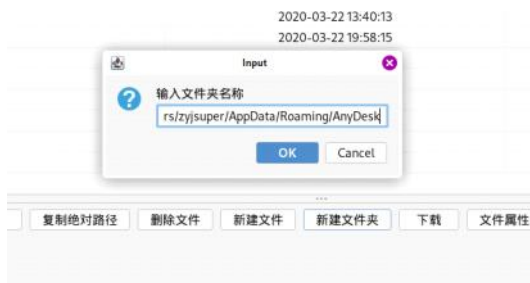 2020-03-22 13:40:13
2020-03-22 19:58:15
Input
输入文件夹名称
rs/zyjsuper/AppData/Roaming/AnyDesk
OK
Cancel
复制绝对路径
删除文件
新建文件
新建文件夹
下载
文件属性